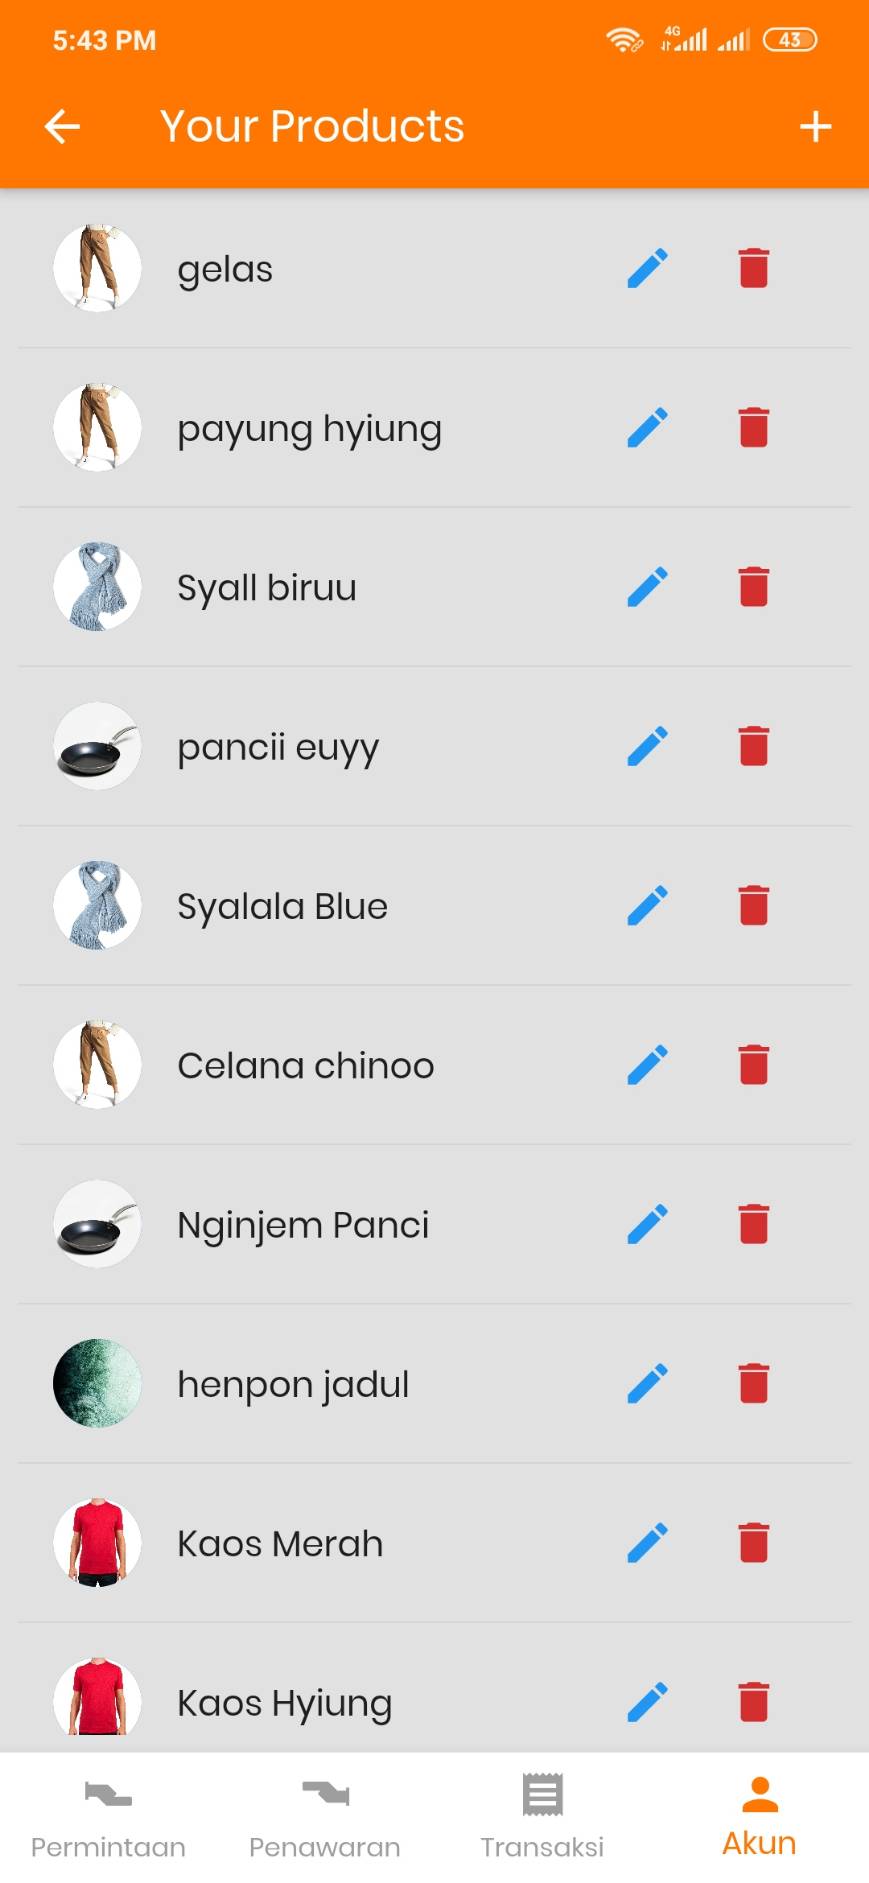 5:43 PM
4G
43
Your Products
gelas
payung hyiung
Syall biruu
pancii euyy
Syalala Blue
Celana chinoo
Nginjem Panci
henpon jadul
Kaos Merah
Kaos Hyiung
Permintaan
Penawaran
Transaksi
Akun